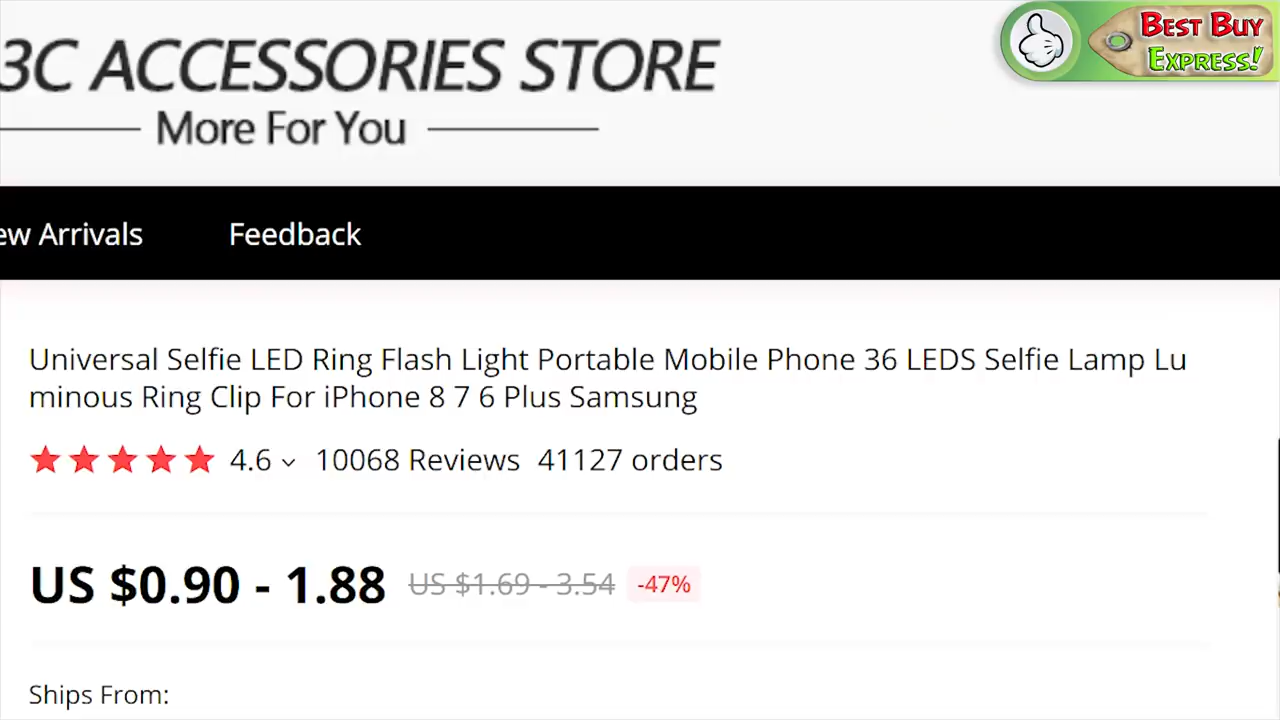 3C ACCESSORIES STORE
BEST BUY
EXPRESS!
More For You
ew Arrivals
Feedback
Universal Selfie LED Ring Flash Light Portable Mobile Phone 36 LEDS Selfie Lamp Lu
minous Ring Clip For iPhone 8 7 6 Plus Samsung
4.6 10068 Reviews 41127 orders
US $0.90 - 1.88 US $1.69 - 3.54 -47%
Ships From: